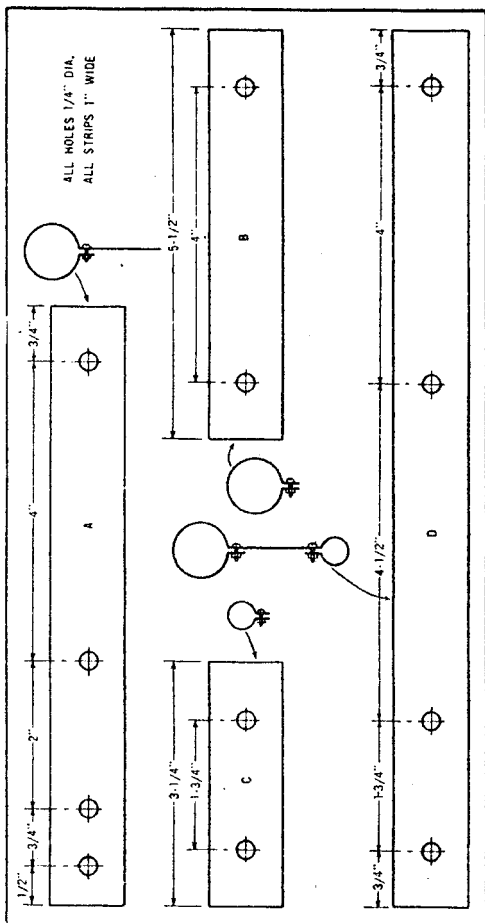 ALL HOLES 1/4" DIA.
ALL STRIPS 1" WIDE
1/2"
3/4"
2"
4"
3/4"
A
5-1/2"
4"
B
3-1/4"
1-3/4"
C
3/4"
1-3/4"
4-1/2"
4"
3/4"
D